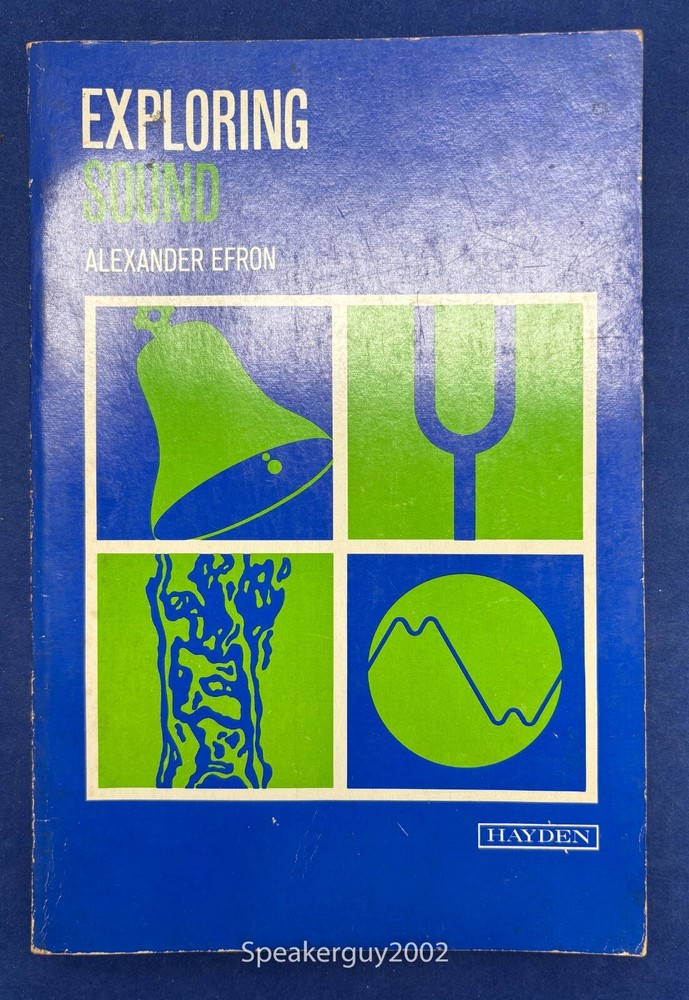 EXPLORING
SOUND
ALEXANDER EFRON
HAYDEN
Speakerguy2002